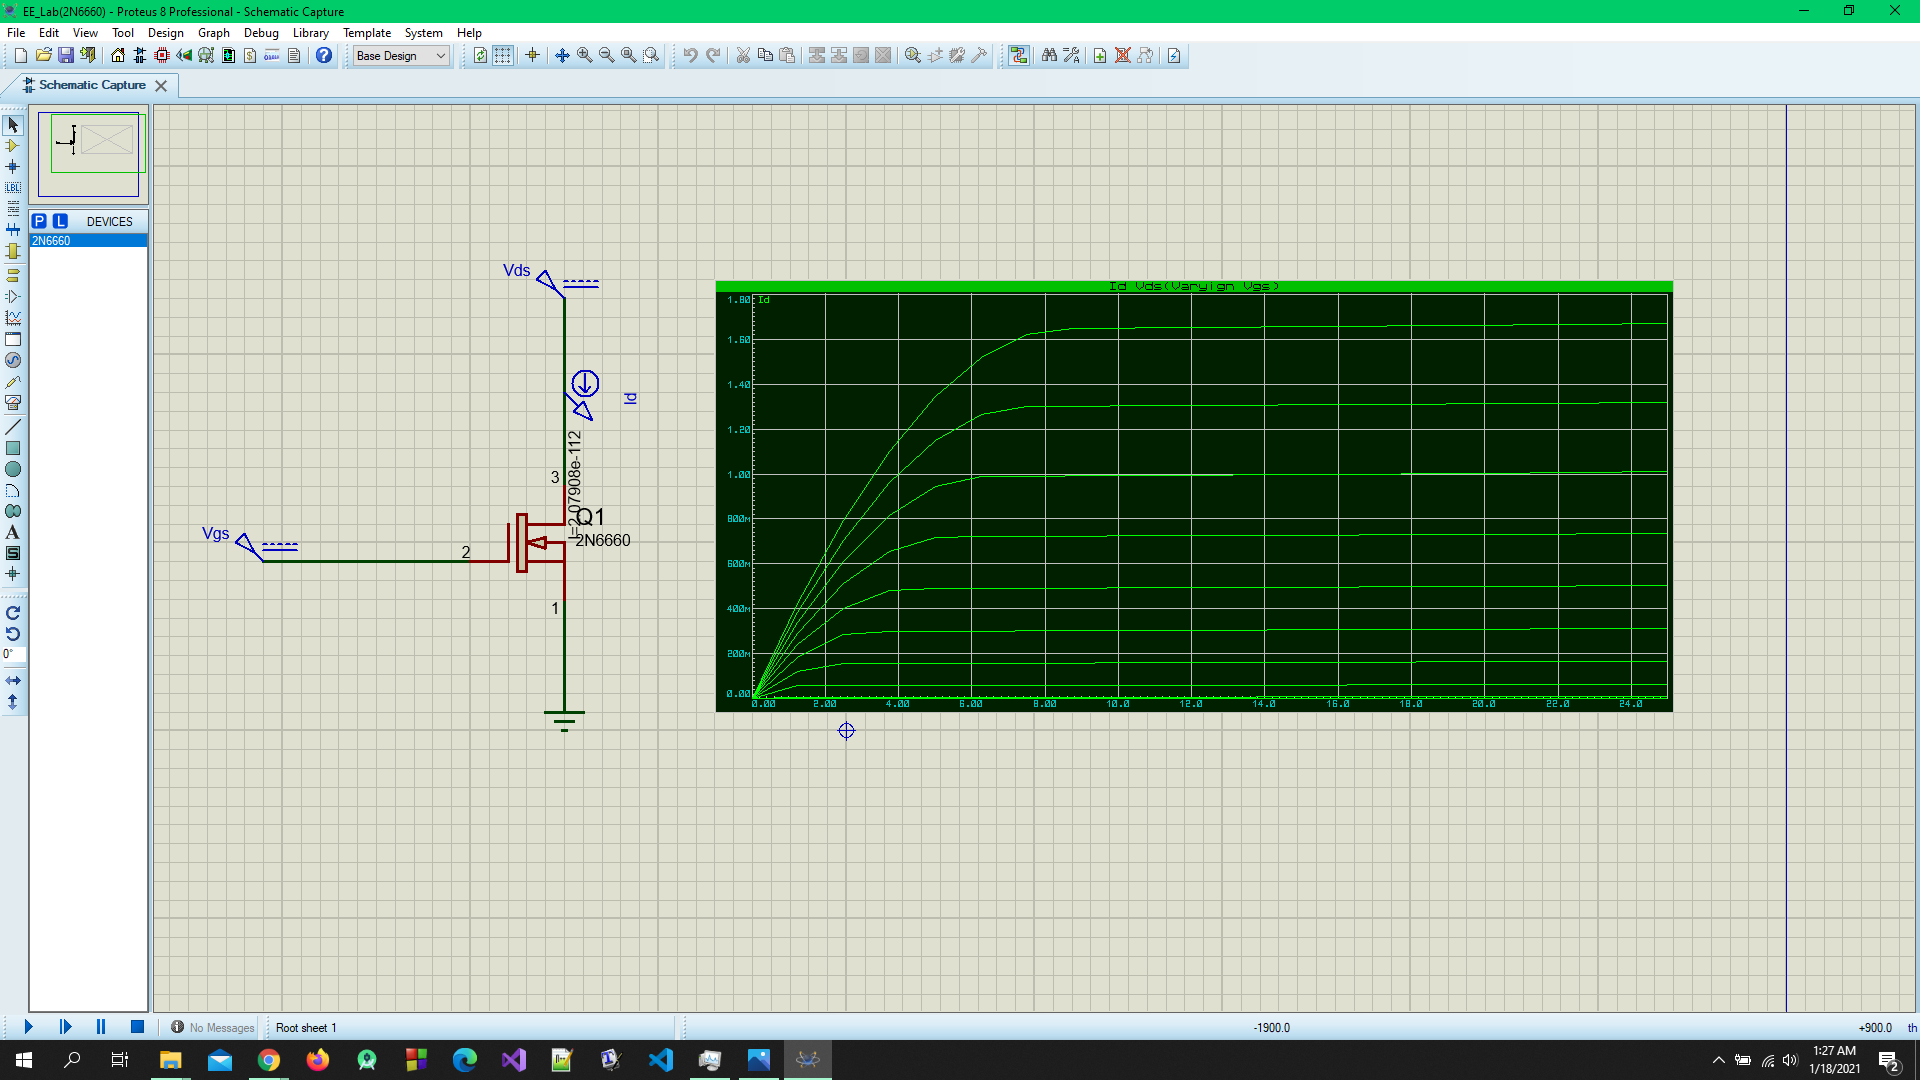 EE_Lab(2N6660) - Proteus 8 Professional - Schematic Capture
File Edit View Tool Design Graph Debug Library Template System Help
Base Design
Schematic Capture
P L DEVICES
2N6660
LBL
A
S
0°
Vds
Id
3
I=2.07908e-112
Q1
2N6660
Vgs
2
1
Id Vds(Varyign Vgs)
Id
1.80
1.60
1.40
1.20
1.00
800m
600m
400m
200m
0.00
0.00 2.00 4.00 6.00 8.00 10.0 12.0 14.0 16.0 18.0 20.0 22.0 24.0
No Messages Root sheet 1 -1900.0 +900.0 th
1:27 AM
1/18/2021
2